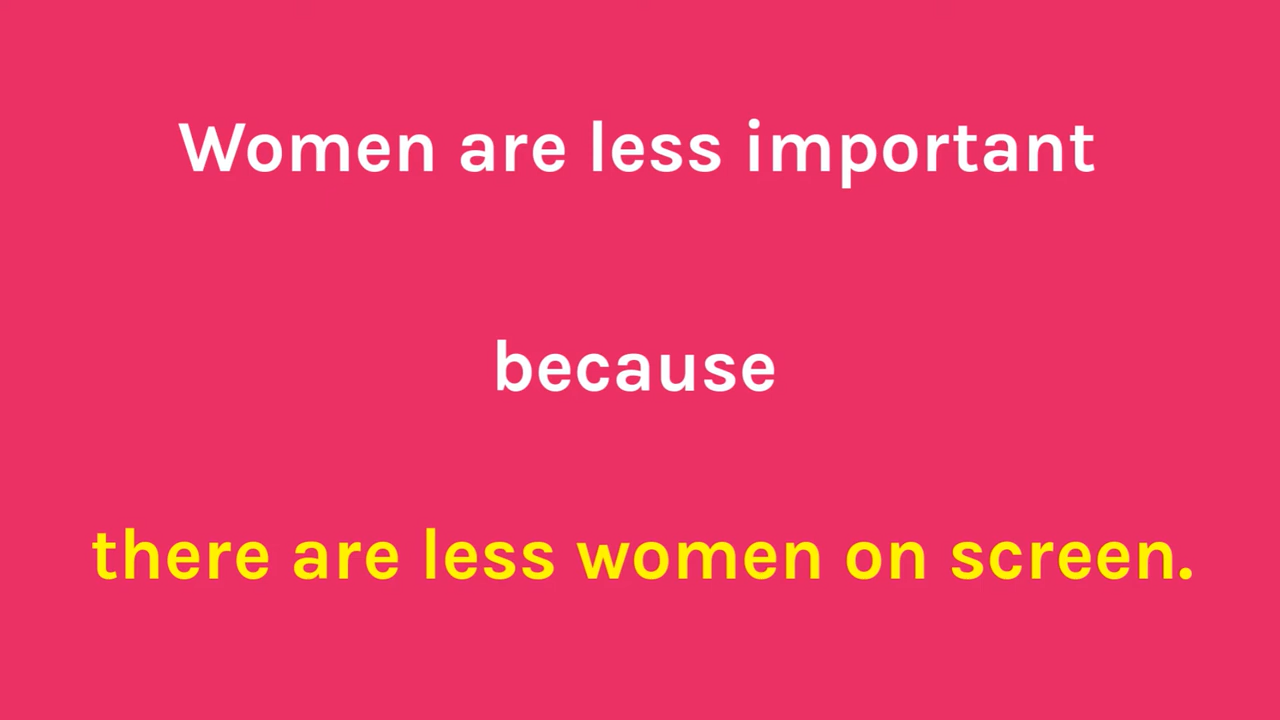 Women are less important
because
there are less women on screen.